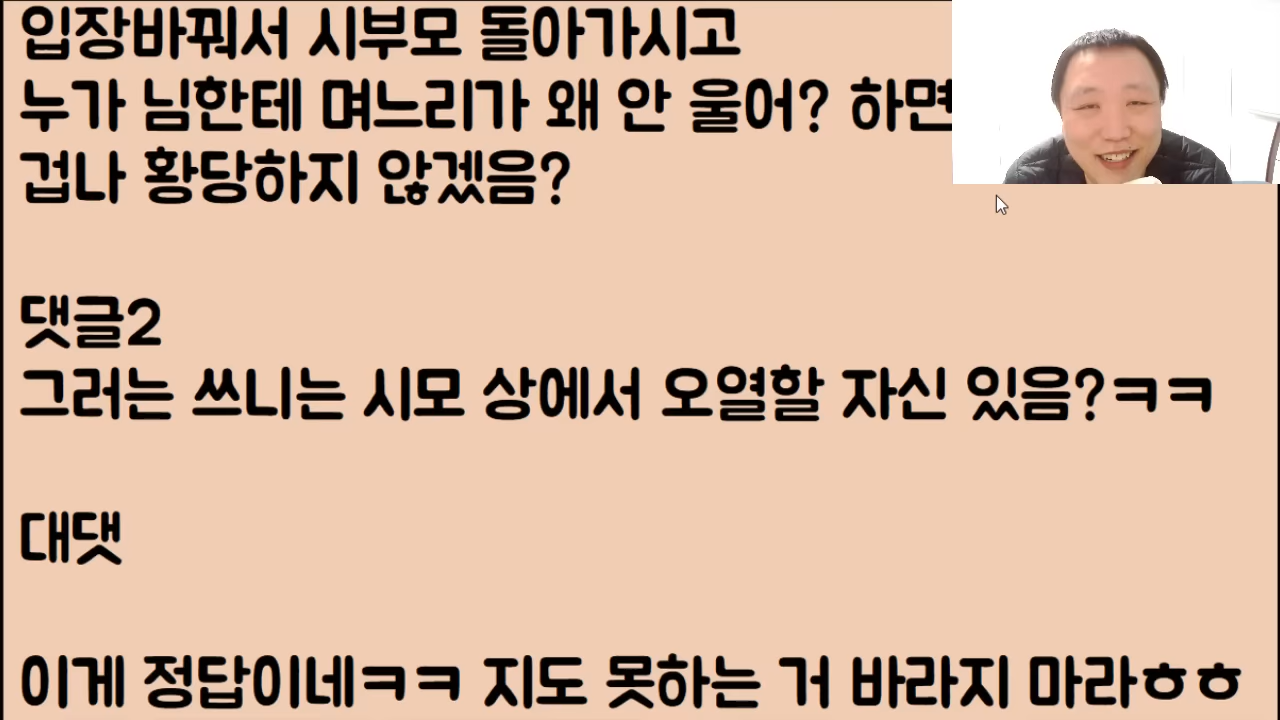 입장바꿔서 시부모 돌아가시고
누가 님한테 며느리가 왜 안 울어? 하면
겁나 황당하지 않겠음?
댓글2
그러는 쓰니는 시모 상에서 오열할 자신 있음?ㅋㅋ
대댓
이게 정답이네ㅋㅋ 지도 못하는 거 바라지 마라ㅎㅎ